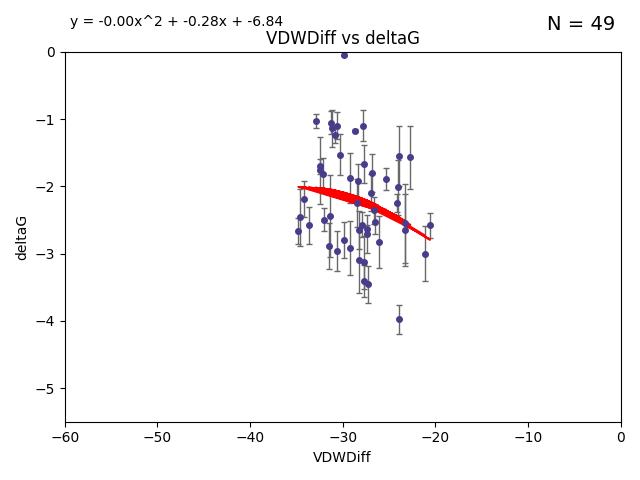 y = -0.00x^2 + -0.28x + -6.84
N = 49
VDWDiff vs deltaG
0
−1
−2
−3
−4
−5
deltaG
−60 −50 −40 −30 −20 −10 0
VDWDiff